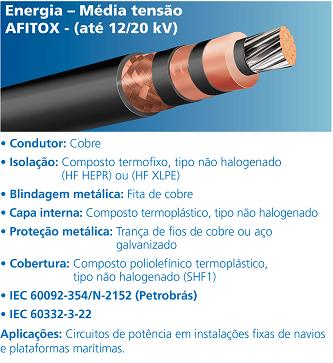 Energia – Média tensão
AFITOX - (até 12/20 kV)
• Condutor: Cobre
• Isolação: Composto termofixo, tipo não halogenado
(HF HEPR) ou (HF XLPE)
• Blindagem metálica: Fita de cobre
• Capa interna: Composto termoplástico, tipo não halogenado
• Proteção metálica: Trança de fios de cobre ou aço
galvanizado
• Cobertura: Composto poliolefínico termoplástico,
tipo não halogenado (SHF1)
• IEC 60092-354/N-2152 (Petrobrás)
• IEC 60332-3-22
Aplicações: Circuitos de potência em instalações fixas de navios
e plataformas marítimas.